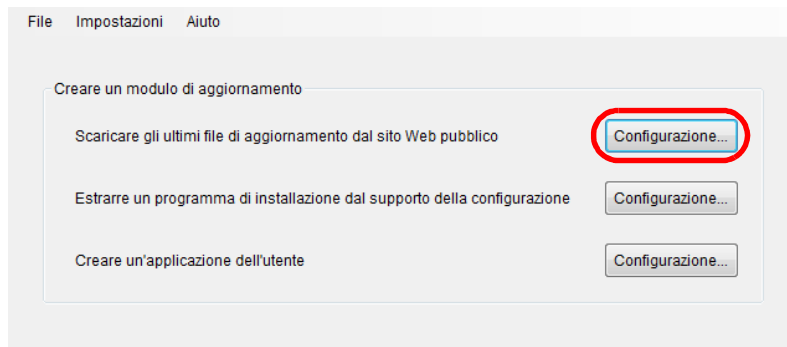 File Impostazioni Aiuto
Creare un modulo di aggiornamento
Scaricare gli ultimi file di aggiornamento dal sito Web pubblico Configurazione...
Estrarre un programma di installazione dal supporto della configurazione Configurazione...
Creare un'applicazione dell'utente Configurazione...